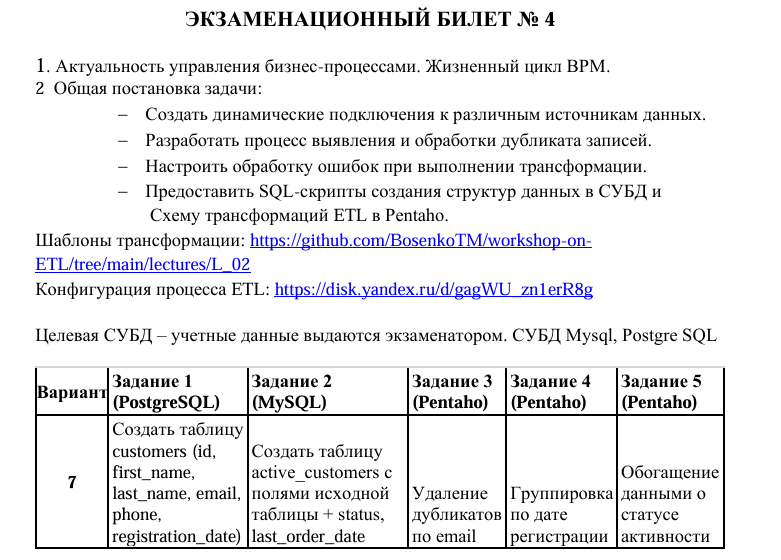 ЭКЗАМЕНАЦИОННЫЙ БИЛЕТ № 4
1. Актуальность управления бизнес-процессами. Жизненный цикл BPM.
2 Общая постановка задачи:
– Создать динамические подключения к различным источникам данных.
– Разработать процесс выявления и обработки дубликата записей.
– Настроить обработку ошибок при выполнении трансформации.
– Предоставить SQL-скрипты создания структур данных в СУБД и
Схему трансформаций ETL в Pentaho.
Шаблоны трансформации: https://github.com/BosenkoTM/workshop-on-
ETL/tree/main/lectures/L_02
Конфигурация процесса ETL: https://disk.yandex.ru/d/gagWU_zn1erR8g
Целевая СУБД – учетные данные выдаются экзаменатором. СУБД Mysql, Postgre SQL
Вариант
Задание 1
(PostgreSQL)
Задание 2
(MySQL)
Задание 3
(Pentaho)
Задание 4
(Pentaho)
Задание 5
(Pentaho)
7
Создать таблицу
customers (id,
first_name,
last_name, email,
phone,
registration_date)
Создать таблицу
active_customers с
полями исходной
таблицы + status,
last_order_date
Удаление
дубликатов
по email
Группировка
по дате
регистрации
Обогащение
данными о
статусе
активности